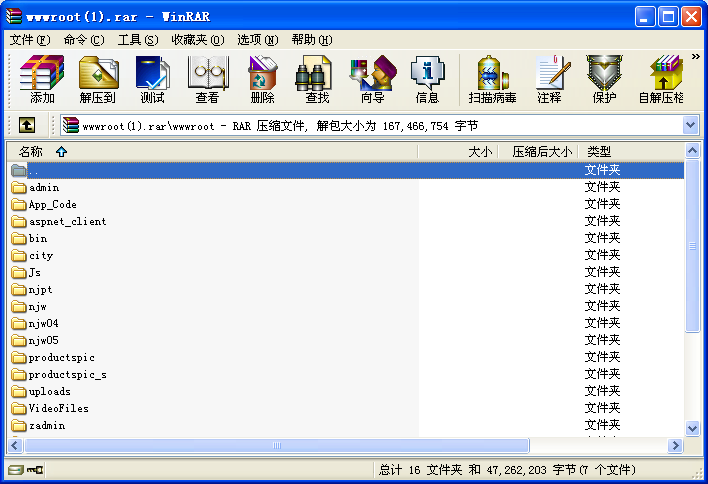 wwwroot(1).rar - WinRAR
文件(F) 命令(C) 工具(S) 收藏夹(O) 选项(N) 帮助(H)
添加 解压到 测试 查看 删除 查找 向导 信息 扫描病毒 注释 保护 自解压格
wwwroot(1).rar\wwwroot - RAR 压缩文件, 解包大小为 167,466,754 字节
名称 大小 压缩后大小 类型
.. 文件夹
admin 文件夹
App_Code 文件夹
aspnet_client 文件夹
bin 文件夹
city 文件夹
Js 文件夹
njpt 文件夹
njw 文件夹
njw04 文件夹
njw05 文件夹
productspic 文件夹
productspic_s 文件夹
uploads 文件夹
VideoFiles 文件夹
zadmin 文件夹
总计 16 文件夹 和 47,262,203 字节(7 个文件)